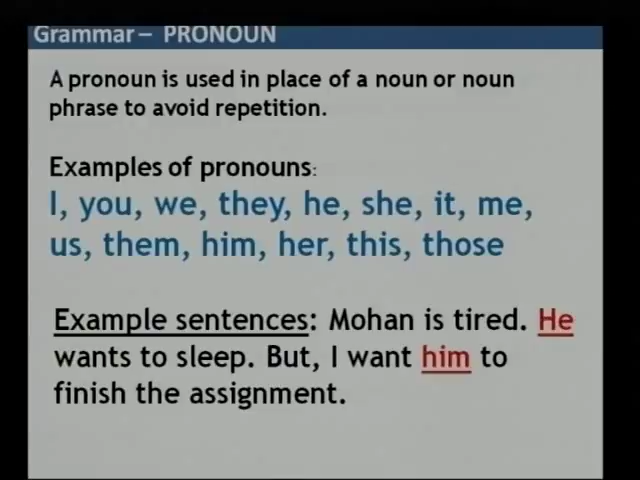 Grammar – PRONOUN
A pronoun is used in place of a noun or noun
phrase to avoid repetition.
Examples of pronouns:
I, you, we, they, he, she, it, me,
us, them, him, her, this, those
Example sentences: Mohan is tired. He
wants to sleep. But, I want him to
finish the assignment.